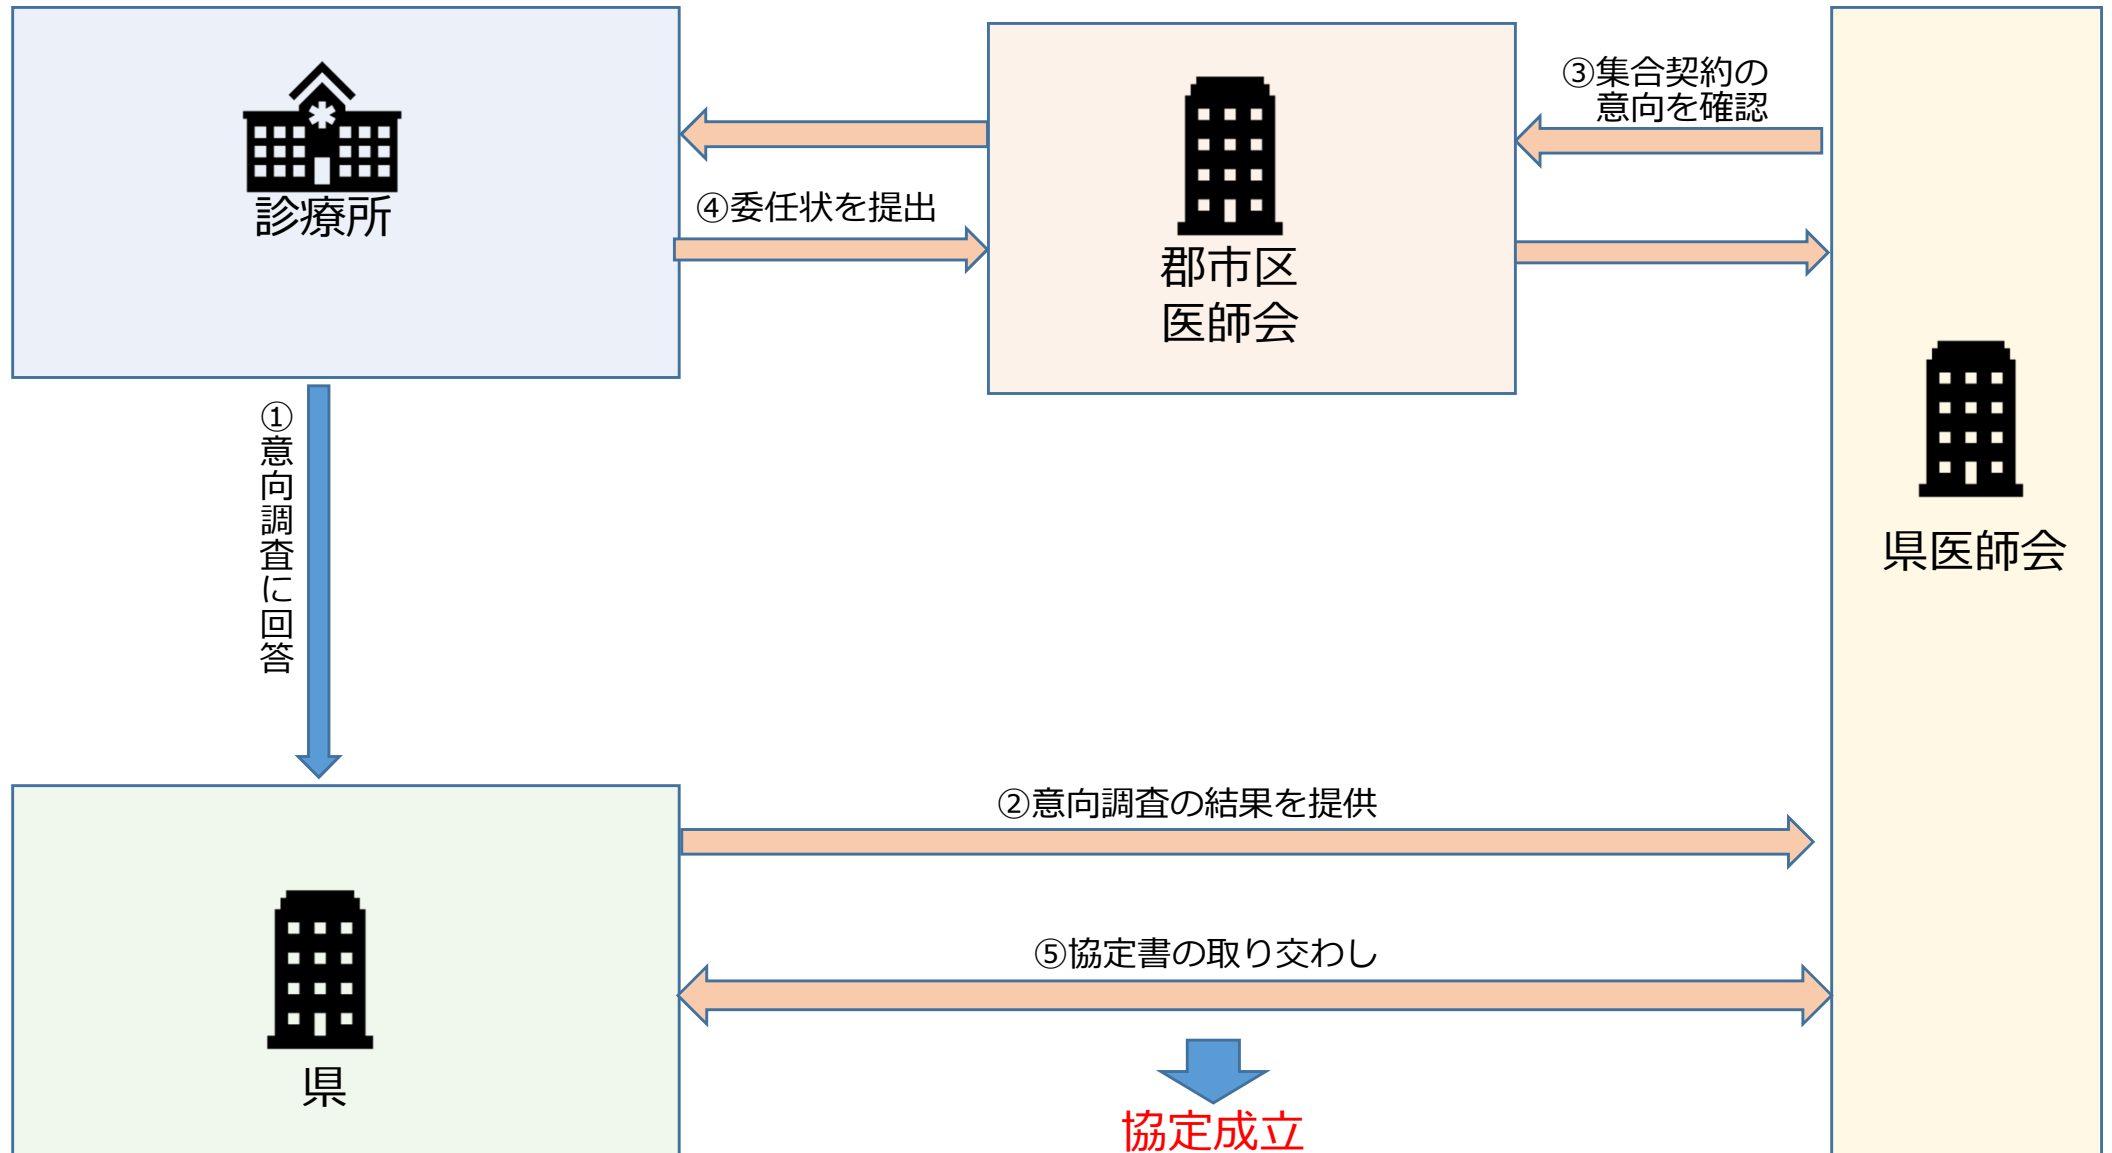 ③集合契約の
意向を確認
④委任状を提出
診療所
郡市区
医師会
①意向調査に回答
県医師会
②意向調査の結果を提供
⑤協定書の取り交わし
県
協定成立